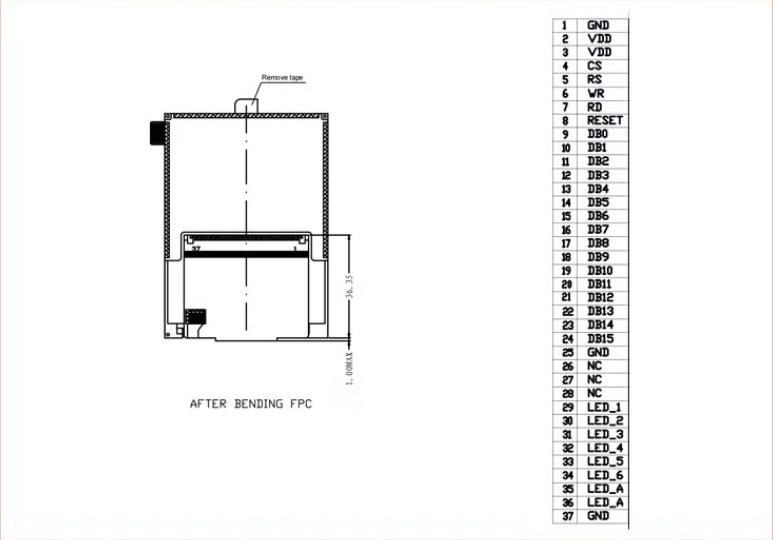 Remove tape
37 1
36.35
1.00MAX
AFTER BENDING FPC
1 GND
2 VDD
3 VDD
4 CS
5 RS
6 WR
7 RD
8 RESET
9 DB0
10 DB1
11 DB2
12 DB3
13 DB4
14 DB5
15 DB6
16 DB7
17 DB8
18 DB9
19 DB10
20 DB11
21 DB12
22 DB13
23 DB14
24 DB15
25 GND
26 NC
27 NC
28 NC
29 LED_1
30 LED_2
31 LED_3
32 LED_4
33 LED_5
34 LED_6
35 LED_A
36 LED_A
37 GND